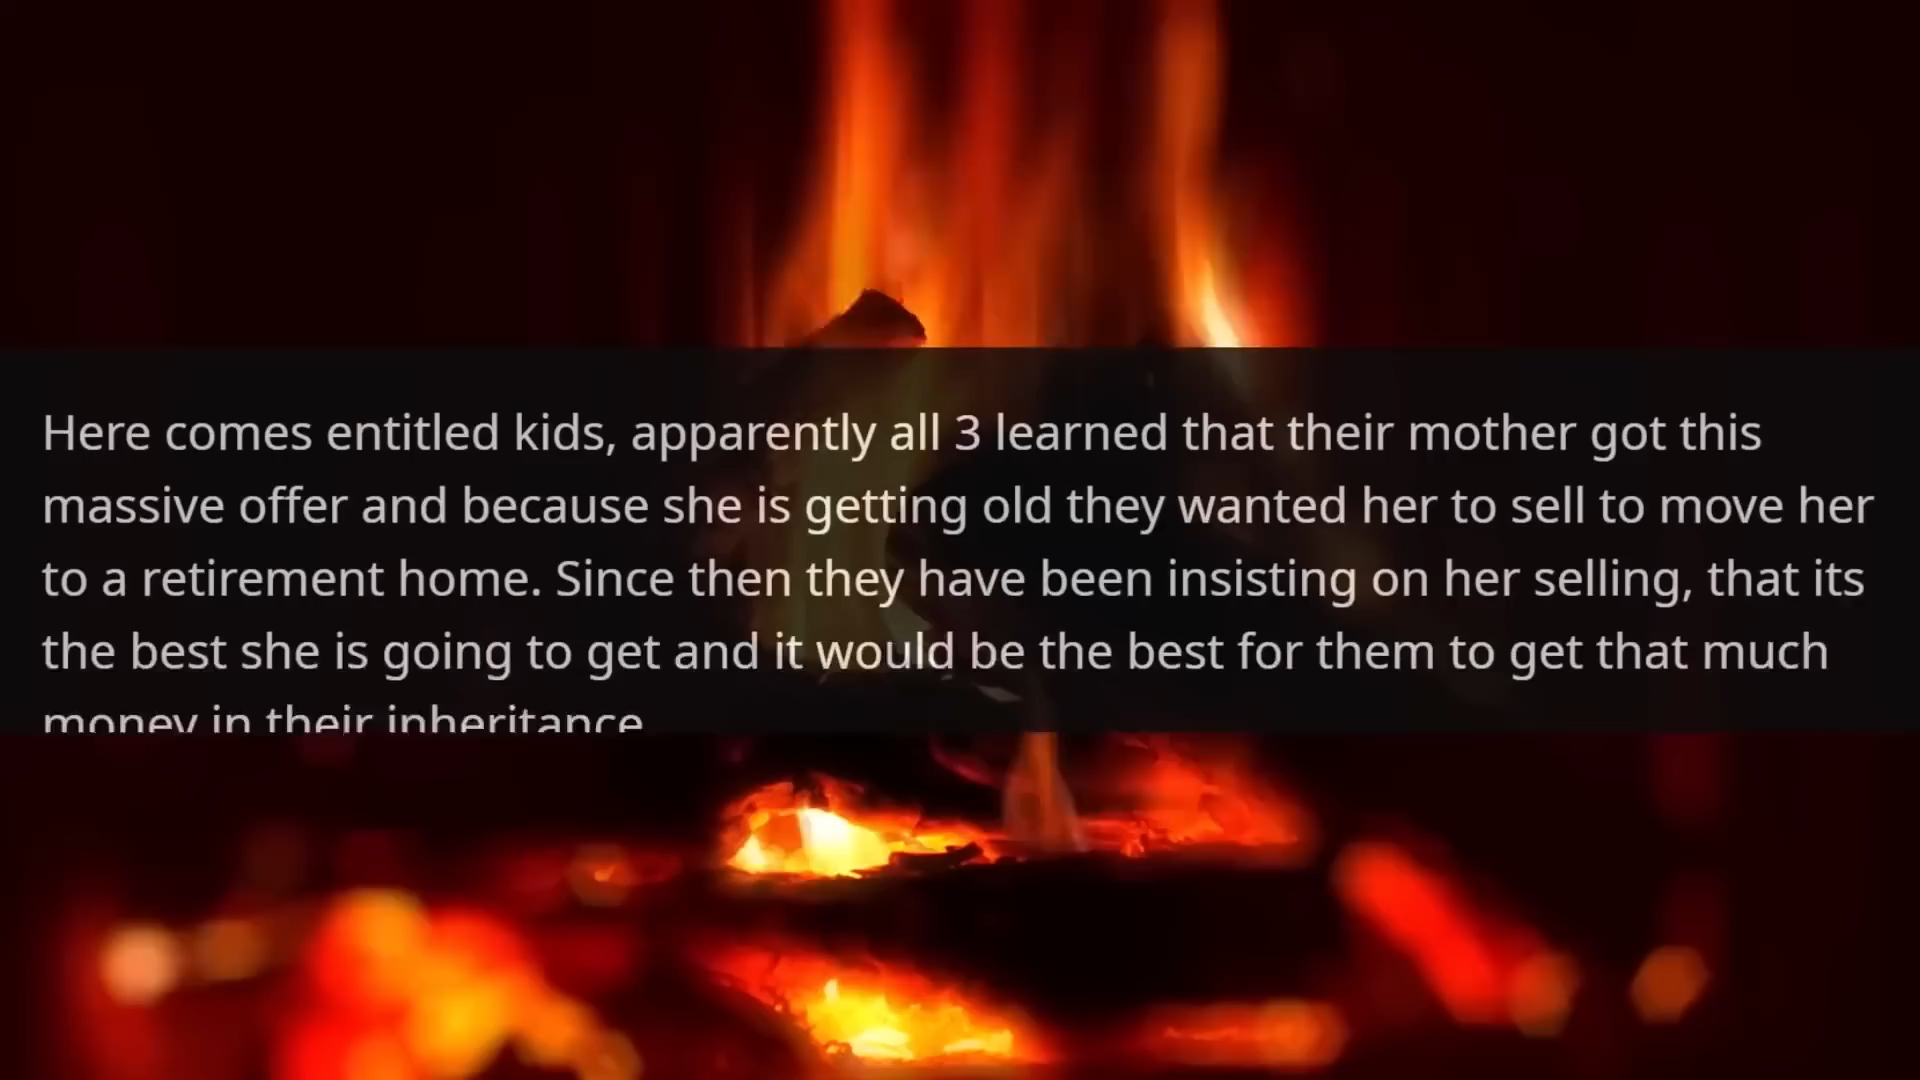 Here comes entitled kids, apparently all 3 learned that their mother got this
massive offer and because she is getting old they wanted her to sell to move her
to a retirement home. Since then they have been insisting on her selling, that its
the best she is going to get and it would be the best for them to get that much
money in their inheritance